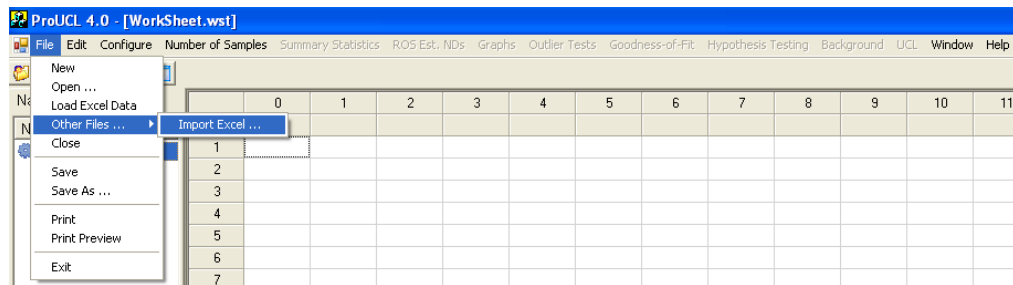 ProUCL 4.0 - [WorkSheet.wst]
File Edit Configure Number of Samples Summary Statistics ROS Est. NDs Graphs Outlier Tests Goodness-of-Fit Hypothesis Testing Background UCL Window Help
New
Open ...
Na
Load Excel Data
0 1 2 3 4 5 6 7 8 9 10 11
N
Other Files ...
Import Excel ...
Close
1
Save
2
Save As ...
3
Print
4
Print Preview
5
6
Exit
7